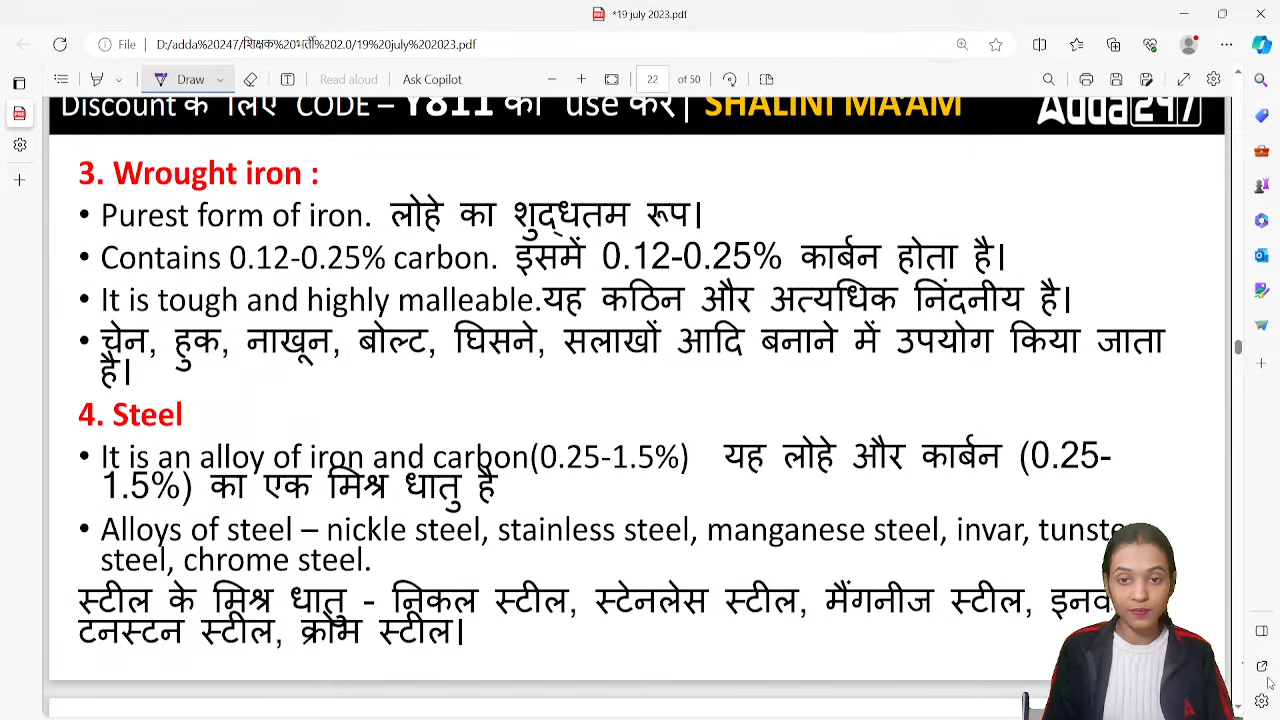 *19 july 2023.pdf
File D:/adda%20247/शिक्षक%20भर्ती%202.0/19%20july%202023.pdf
Draw Read aloud Ask Copilot 22 of 50
Discount के लिए CODE – Y811 का use करें| SHALINI MA'AM Adda247
3. Wrought iron :
• Purest form of iron. लोहे का शुद्धतम रूप।
• Contains 0.12-0.25% carbon. इसमें 0.12-0.25% कार्बन होता है।
• It is tough and highly malleable.यह कठिन और अत्यधिक निंदनीय है।
• चेन, हुक, नाखून, बोल्ट, घिसने, सलाखों आदि बनाने में उपयोग किया जाता
है।
4. Steel
• It is an alloy of iron and carbon(0.25-1.5%) यह लोहे और कार्बन (0.25-
1.5%) का एक मिश्र धातु है
• Alloys of steel – nickle steel, stainless steel, manganese steel, invar,
steel, chrome steel.
स्टील के मिश्र धातु - निकल स्टील, स्टेनलेस स्टील, मैंगनीज स्टील,
टनस्टन स्टील, क्रोम स्टील।